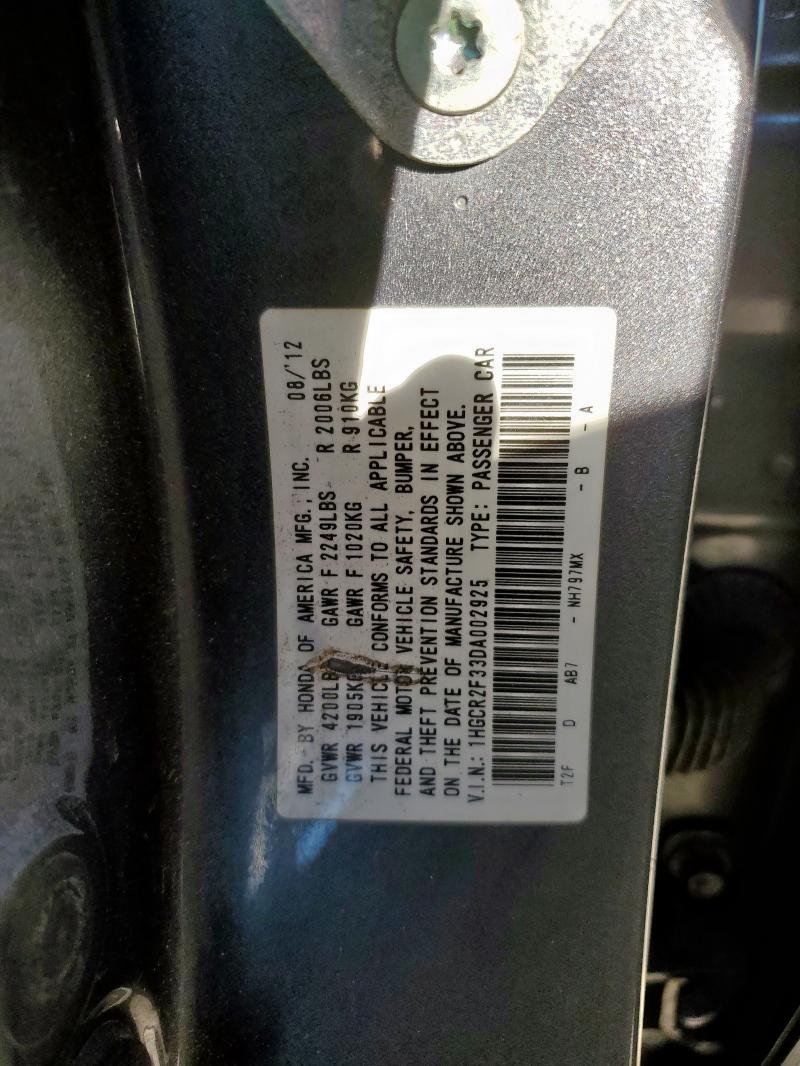 MFD. BY HONDA OF AMERICA MFG., INC. 08/'12
GVWR 4200LBS GAWR F 2249LBS R 2006LBS
GVWR 1905KG GAWR F 1020KG R 910KG
THIS VEHICLE CONFORMS TO ALL APPLICABLE
FEDERAL MOTOR VEHICLE SAFETY, BUMPER,
AND THEFT PREVENTION STANDARDS IN EFFECT
ON THE DATE OF MANUFACTURE SHOWN ABOVE.
V.I.N.: 1HGCR2F33DA002925 TYPE: PASSENGER CAR
T2F D AB7 - NH797MX - B - A